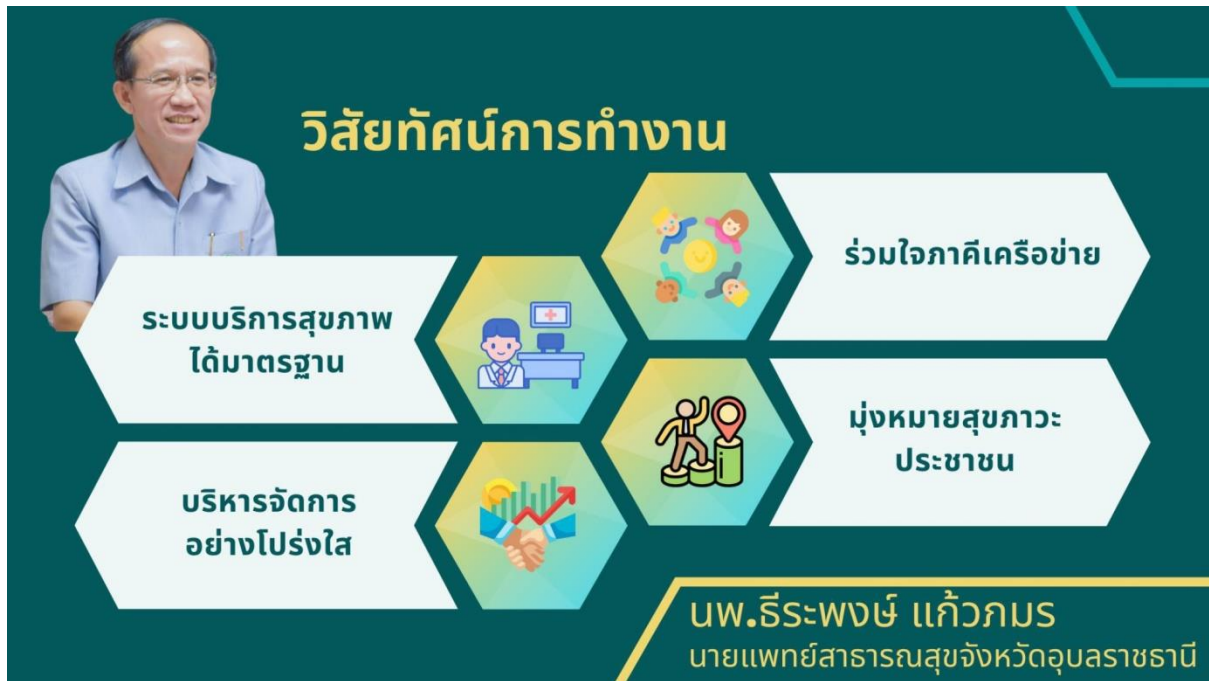 วิสัยทัศน์การทำงาน
ระบบบริการสุขภาพ
ได้มาตรฐาน
ร่วมใจภาคีเครือข่าย
บริหารจัดการ
อย่างโปร่งใส
มุ่งหมายสุขภาวะ
ประชาชน
นพ.ธีระพงษ์ แก้วภมร
นายแพทย์สาธารณสุขจังหวัดอุบลราชธานี